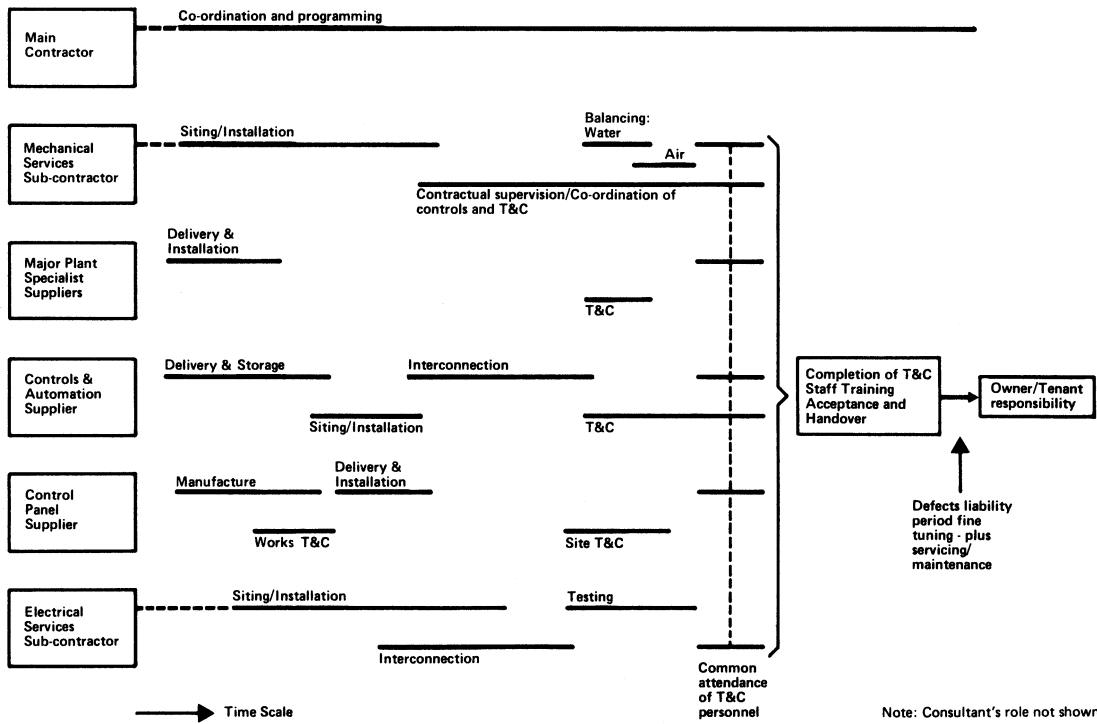 Co-ordination and programming
Main
Contractor
Siting/Installation
Balancing:
Water
Air
Mechanical
Services
Sub-contractor
Contractual supervision/Co-ordination of
controls and T&C
Delivery &
Installation
Major Plant
Specialist
Suppliers
T&C
Delivery & Storage
Interconnection
Controls &
Automation
Supplier
Siting/Installation
T&C
Completion of T&C
Staff Training
Acceptance and
Handover
Owner/Tenant
responsibility
Manufacture
Delivery &
Installation
Control
Panel
Supplier
Works T&C
Site T&C
Defects liability
period fine
tuning - plus
servicing/
maintenance
Siting/Installation
Testing
Electrical
Services
Sub-contractor
Interconnection
Common
attendance
of T&C
personnel
Time Scale
Note: Consultant's role not shown